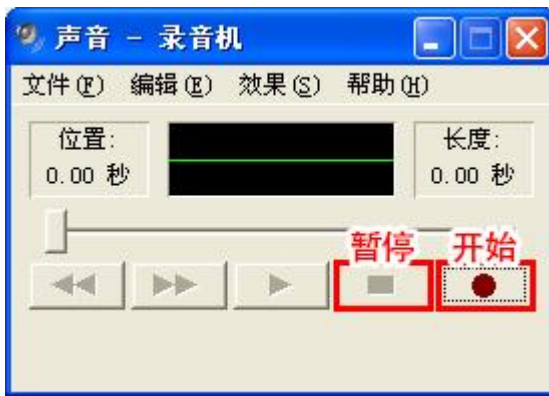 声音 - 录音机
文件(F) 编辑(E) 效果(S) 帮助(H)
位置:
0.00 秒
长度:
0.00 秒
暂停 开始